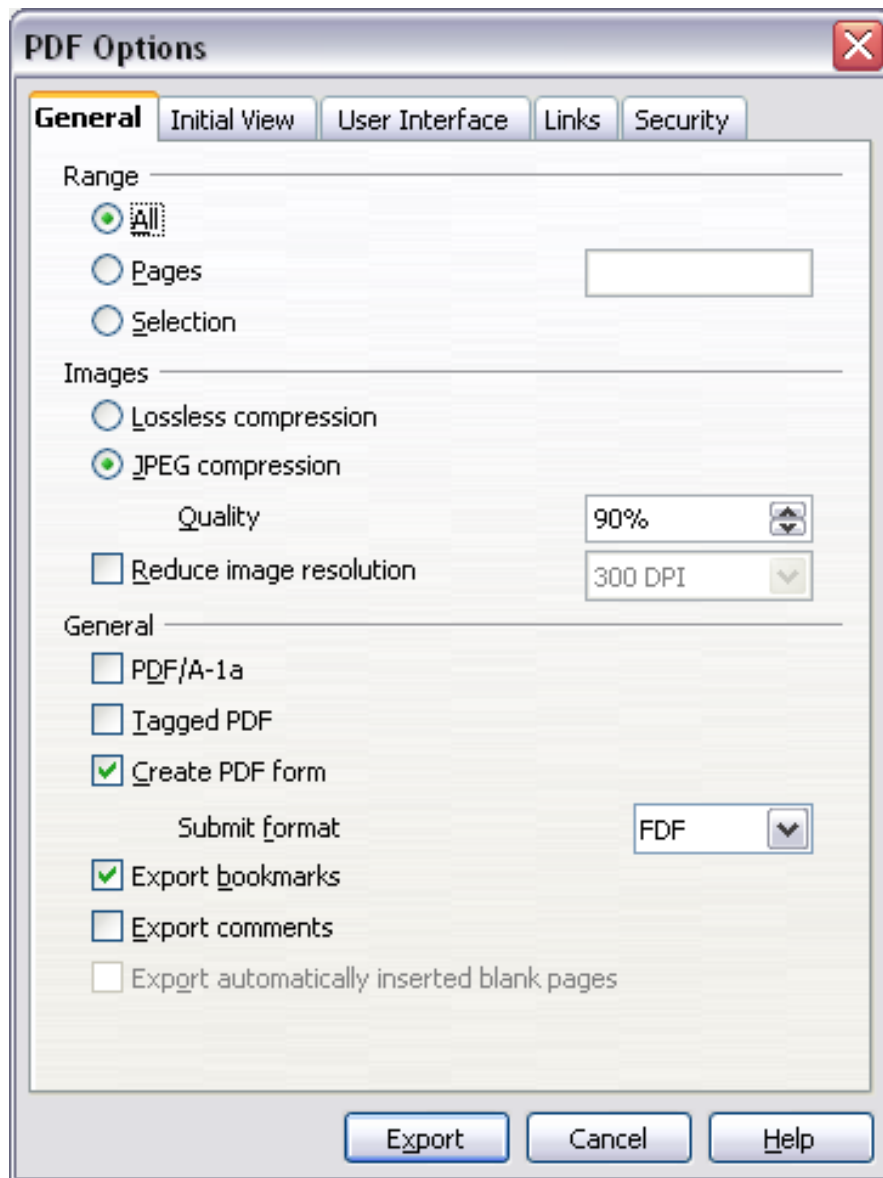 PDF Options
General Initial View User Interface Links Security
Range
All
Pages
Selection
Images
Lossless compression
JPEG compression
Quality 90%
Reduce image resolution 300 DPI
General
PDF/A-1a
Tagged PDF
Create PDF form
Submit format FDF
Export bookmarks
Export comments
Export automatically inserted blank pages
Export Cancel Help